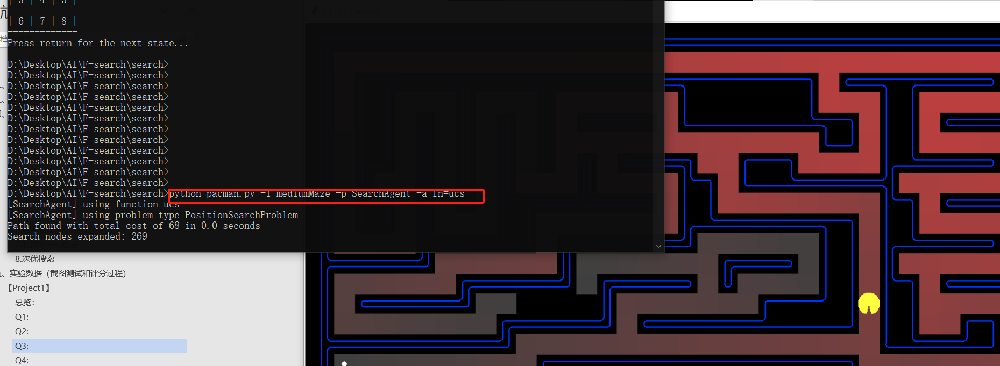 | 3 | 4 | 5 |
-------------
| 6 | 7 | 8 |
-------------
Press return for the next state...
D:\Desktop\AI\F-search\search>
D:\Desktop\AI\F-search\search>
D:\Desktop\AI\F-search\search>
D:\Desktop\AI\F-search\search>
D:\Desktop\AI\F-search\search>
D:\Desktop\AI\F-search\search>
D:\Desktop\AI\F-search\search>
D:\Desktop\AI\F-search\search>
D:\Desktop\AI\F-search\search>
D:\Desktop\AI\F-search\search>
D:\Desktop\AI\F-search\search>
D:\Desktop\AI\F-search\search>
D:\Desktop\AI\F-search\search>python pacman.py -l mediumMaze -p SearchAgent -a fn=ucs
[SearchAgent] using function ucs
[SearchAgent] using problem type PositionSearchProblem
Path found with total cost of 68 in 0.0 seconds
Search nodes expanded: 269
8.次优搜索
五、实验数据（截图测试和评分过程）
【Project1】
总览：
Q1:
Q2:
Q3:
Q4: